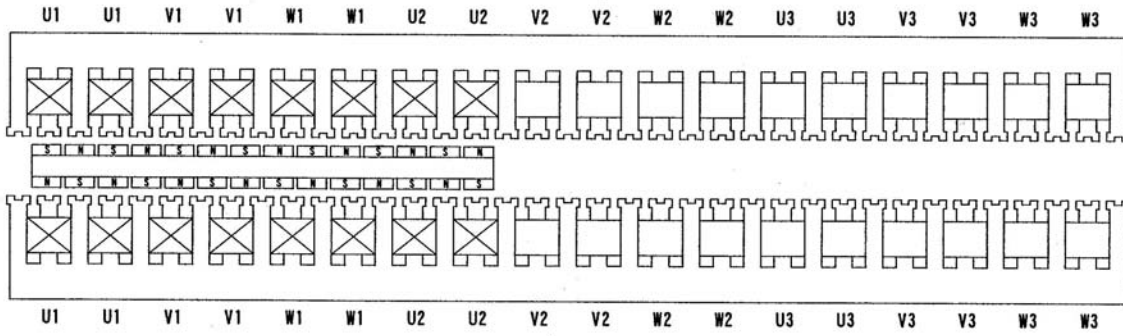 U1 U1 V1 V1 W1 W1 U2 U2 V2 V2 W2 W2 U3 U3 V3 V3 W3 W3
S N S N S N S N S N S N S N
N S N S N S N S N S N S N S
U1 U1 V1 V1 W1 W1 U2 U2 V2 V2 W2 W2 U3 U3 V3 V3 W3 W3